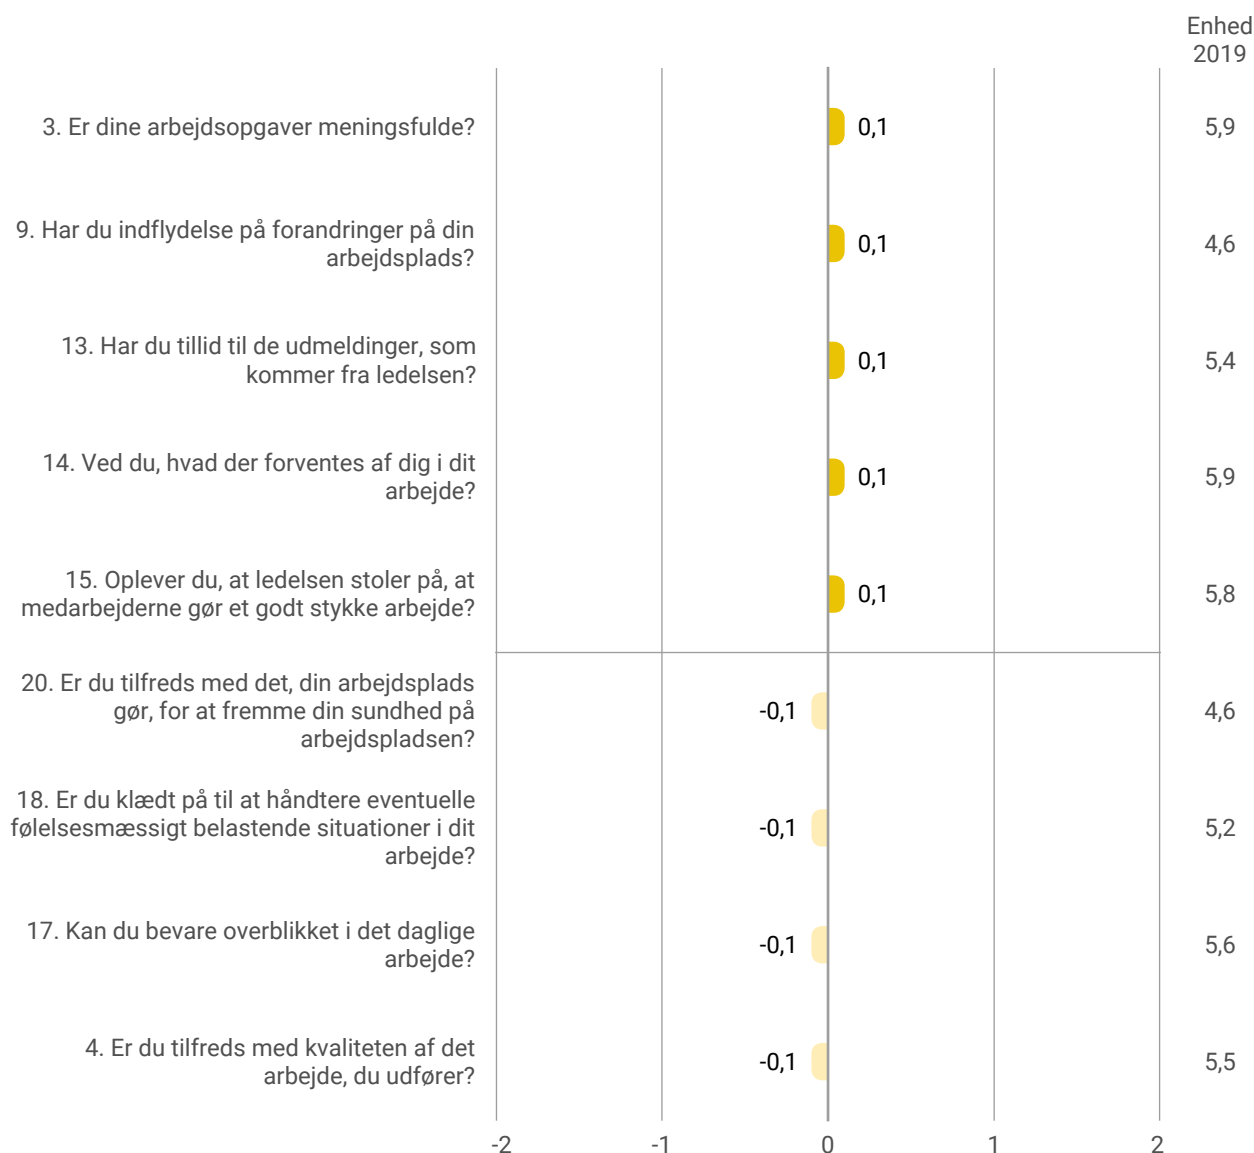 Enhed
2019
3. Er dine arbejdsopgaver meningsfulde?
0,1
5,9
9. Har du indflydelse på forandringer på din
arbejdsplads?
0,1
4,6
13. Har du tillid til de udmeldinger, som
kommer fra ledelsen?
0,1
5,4
14. Ved du, hvad der forventes af dig i dit
arbejde?
0,1
5,9
15. Oplever du, at ledelsen stoler på, at
medarbejderne gør et godt stykke arbejde?
0,1
5,8
20. Er du tilfreds med det, din arbejdsplads
gør, for at fremme din sundhed på
arbejdspladsen?
-0,1
4,6
18. Er du klædt på til at håndtere eventuelle
følelsesmæssigt belastende situationer i dit
arbejde?
-0,1
5,2
17. Kan du bevare overblikket i det daglige
arbejde?
-0,1
5,6
4. Er du tilfreds med kvaliteten af det
arbejde, du udfører?
-0,1
5,5
-2 -1 0 1 2